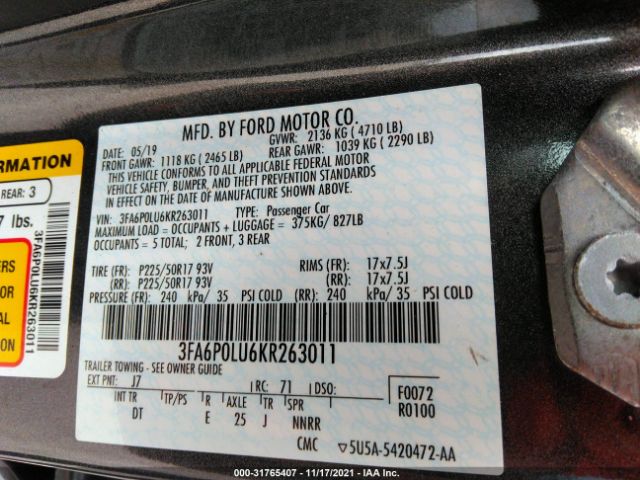 MFD. BY FORD MOTOR CO.
DATE: 05/19 GVWR: 2136 KG ( 4710 LB)
FRONT GAWR: 1118 KG ( 2465 LB) REAR GAWR: 1039 KG ( 2290 LB)
THIS VEHICLE CONFORMS TO ALL APPLICABLE FEDERAL MOTOR
VEHICLE SAFETY, BUMPER, AND THEFT PREVENTION STANDARDS
IN EFFECT ON THE DATE OF MANUFACTURE SHOWN ABOVE.
VIN: 3FA6P0LU6KR263011 TYPE: Passenger Car
MAXIMUM LOAD = OCCUPANTS + LUGGAGE = 375KG/ 827LB
OCCUPANTS = 5 TOTAL; 2 FRONT, 3 REAR
TIRE (FR): P225/50R17 93V RIMS (FR): 17x7.5J
(RR): P225/50R17 93V (RR): 17x7.5J
PRESSURE (FR): 240 kPa/ 35 PSI COLD (RR): 240 kPa/ 35 PSI COLD
3FA6P0LU6KR263011
TRAILER TOWING - SEE OWNER GUIDE
EXT PNT: J7 RC: 71 DSO: F0072
INT TR TP/PS R AXLE TR SPR R0100
DT E 25 J NNRR
CMC ▽5U5A-5420472-AA
ORMATION
REAR: 3
7 lbs.
3FA6P0LU6KR263011
ERS
OR
AL
ON
000-31765407 - 11/17/2021 - IAA, Inc.